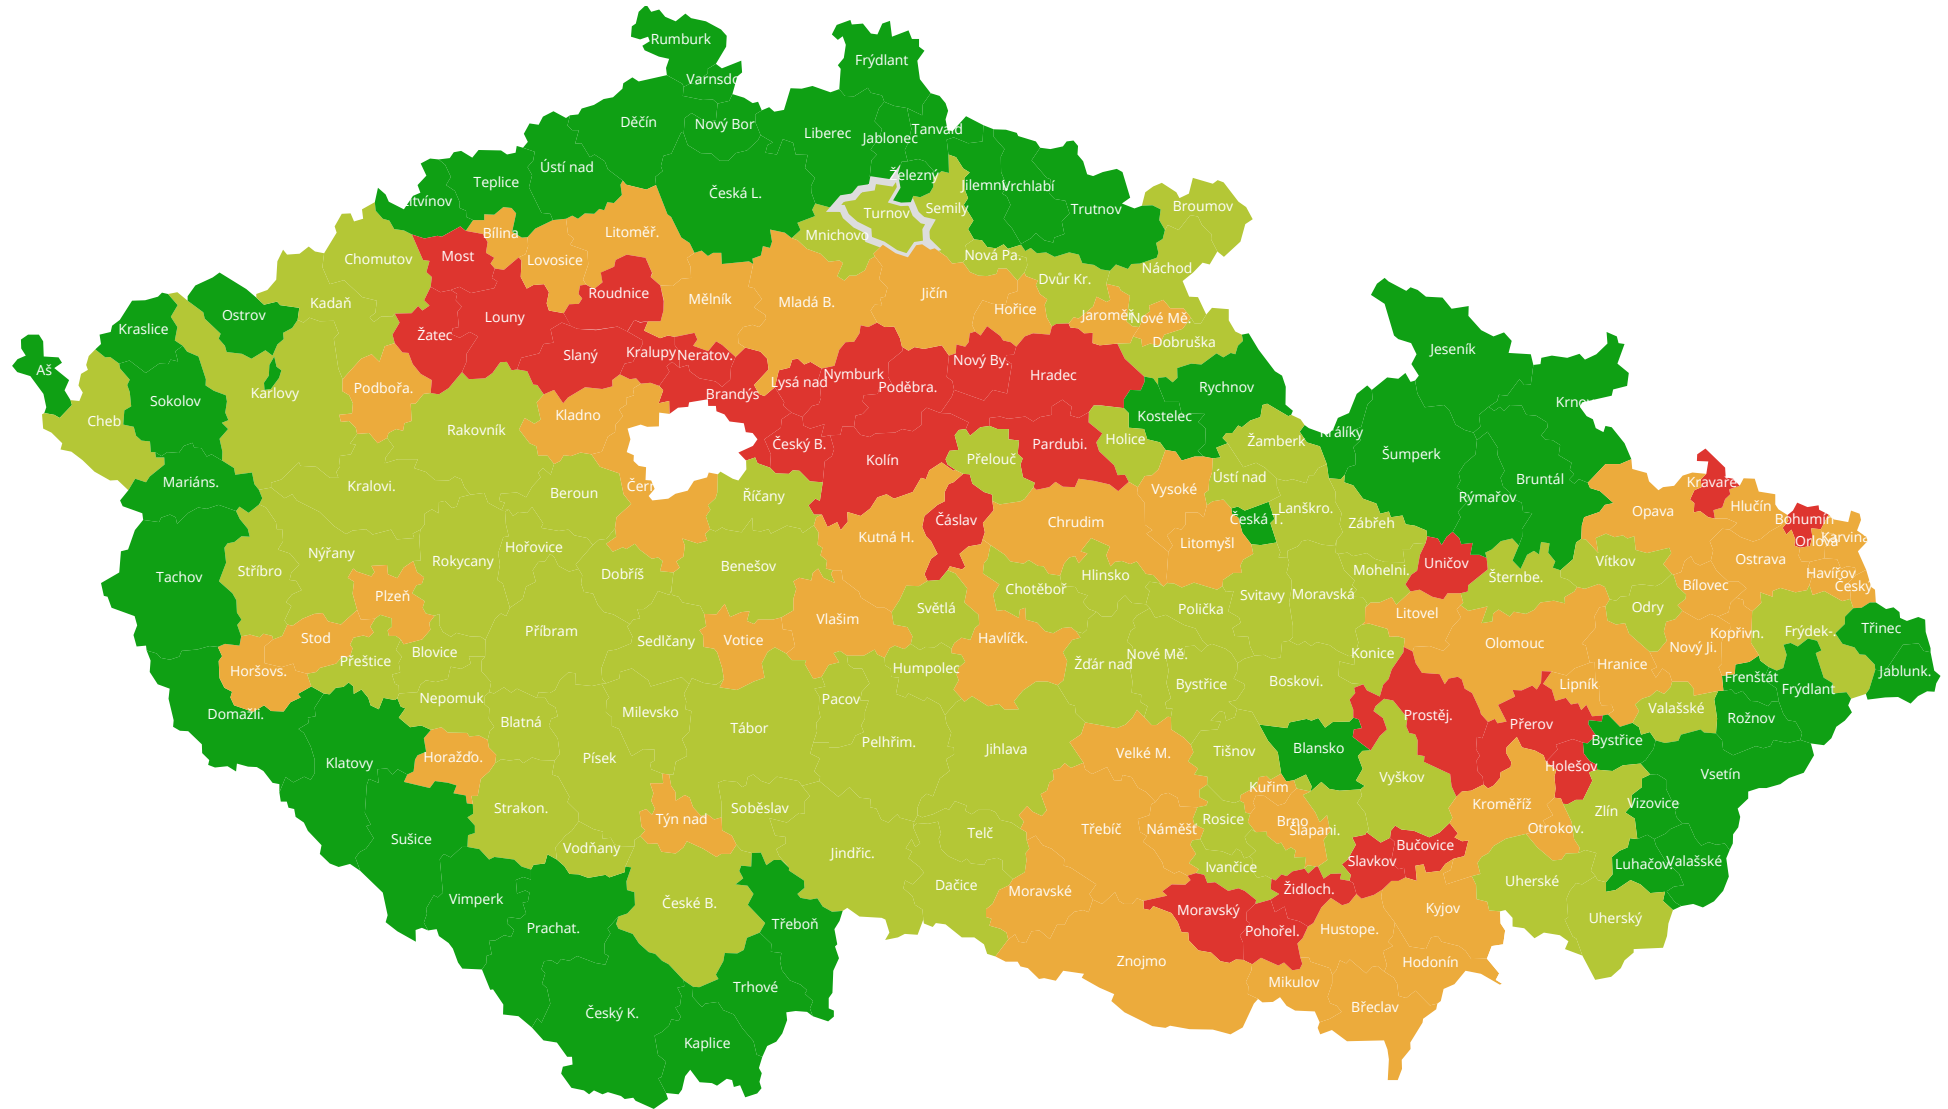 Rumburk
Frýdlant
Varnsdo
Děčín
Nový Bor
Liberec
Jablonec
Tanvald
Ústí nad
Teplice
Železný
Litvínov
Česká L.
Jilemni
Vrchlabí
Semily
Turnov
Trutnov
Broumov
Bílina
Litoměř.
Mnichovo
Most
Lovosice
Chomutov
Nová Pa.
Náchod
Dvůr Kr.
Roudnice
Mělník
Mladá B.
Jičín
Kadaň
Hořice
Ostrov
Louny
Jaroměř
Nové Mě.
Kraslice
Žatec
Dobruška
Slaný
Kralupy
Neratov.
Nový By.
Jeseník
Aš
Nymburk
Hradec
Lysá nad
Poděbra.
Rychnov
Podbořa.
Karlovy
Brandýs
Sokolov
Krnov
Cheb
Kladno
Kostelec
Rakovník
Králíky
Český B.
Pardubi.
Holice
Žamberk
Kolín
Přelouč
Šumperk
Mariáns.
Kralovi.
Beroun
Čern
Říčany
Vysoké
Ústí nad
Rýmařov
Bruntál
Kravaře
Hlučín
Lanškro.
Čáslav
Chrudim
Česká T.
Zábřeh
Opava
Bohumín
Kutná H.
Litomyšl
Orlová
Karviná
Hořovice
Nýřany
Rokycany
Uničov
Vítkov
Ostrava
Stříbro
Tachov
Dobříš
Benešov
Hlinsko
Mohelni.
Šternbe.
Havířov
Chotěboř
Bílovec
Český
Plzeň
Světlá
Polička
Svitavy
Moravská
Odry
Litovel
Vlašim
Příbram
Stod
Sedlčany
Votice
Havlíčk.
Olomouc
Kopřivn.
Frýdek-.
Třinec
Přeštice
Blovice
Horšovs.
Humpolec
Žďár nad
Nové Mě.
Konice
Hranice
Nový Ji.
Jablunk.
Bystřice
Boskovi.
Lipník
Frenštát
Frýdlant
Nepomuk
Pacov
Milevsko
Blatná
Domažli.
Tábor
Prostěj.
Přerov
Valašské
Rožnov
Pelhřim.
Jihlava
Velké M.
Tišnov
Blansko
Bystřice
Klatovy
Horažďo.
Písek
Vyškov
Holešov
Vsetín
Kuřim
Strakon.
Soběslav
Týn nad
Kroměříž
Vizovice
Zlín
Třebíč
Náměšť
Rosice
Brno
Šlapani.
Otrokov.
Sušice
Telč
Vodňany
Jindřic.
Bučovice
Slavkov
Ivančice
Luhačov.
Valašské
Dačice
Moravské
Židloch.
Uherské
Vimperk
České B.
Moravský
Kyjov
Uherský
Prachat.
Třeboň
Pohořel.
Hustope.
Znojmo
Hodonín
Trhové
Mikulov
Český K.
Břeclav
Kaplice